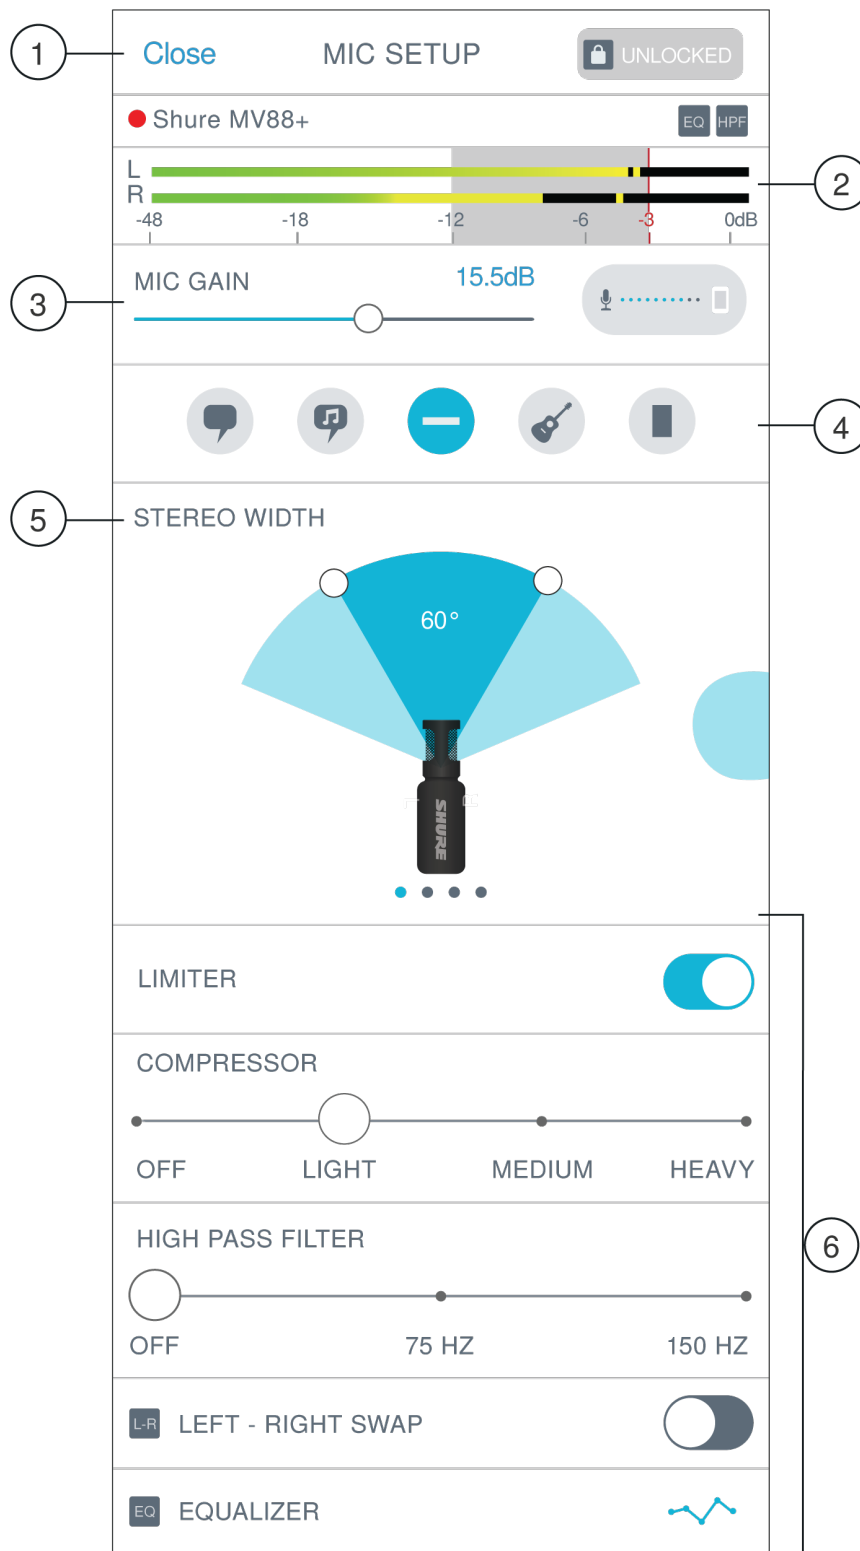 1
Close MIC SETUP UNLOCKED
Shure MV88+ EQ HPF
L
R
2
-48 -18 -12 -6 -3 0dB
MIC GAIN 15.5dB
3
4
5
STEREO WIDTH
60°
SHURE
LIMITER
COMPRESSOR
OFF LIGHT MEDIUM HEAVY
HIGH PASS FILTER
6
OFF 75 HZ 150 HZ
L-R LEFT - RIGHT SWAP
EQ EQUALIZER